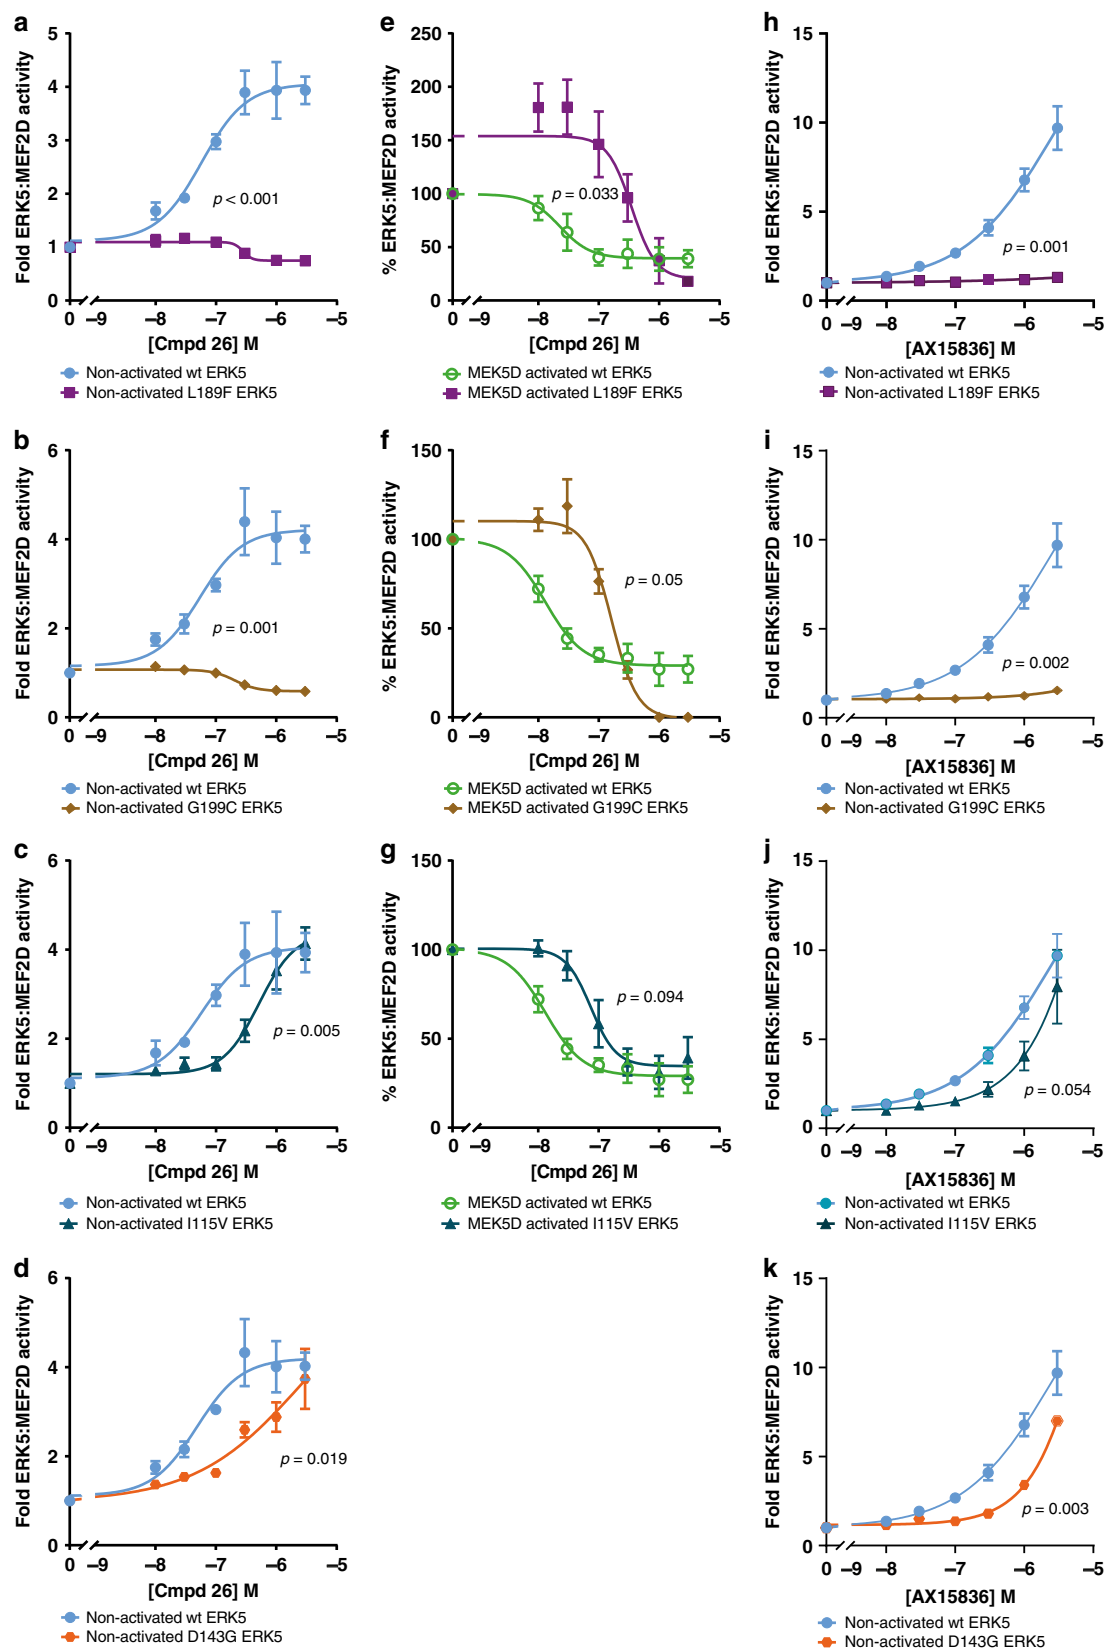 a
Fold ERK5:MEF2D activity
5
4
3
2
1
0
p < 0.001
0 –9 –8 –7 –6 –5
[Cmpd 26] M
Non-activated wt ERK5
Non-activated L189F ERK5
e
% ERK5:MEF2D activity
250
200
150
100
50
0
p = 0.033
0 –9 –8 –7 –6 –5
[Cmpd 26] M
MEK5D activated wt ERK5
MEK5D activated L189F ERK5
h
Fold ERK5:MEF2D activity
15
10
5
0
p = 0.001
0 –9 –8 –7 –6 –5
[AX15836] M
Non-activated wt ERK5
Non-activated L189F ERK5
b
Fold ERK5:MEF2D activity
6
4
2
0
p = 0.001
0 –9 –8 –7 –6 –5
[Cmpd 26] M
Non-activated wt ERK5
Non-activated G199C ERK5
f
% ERK5:MEF2D activity
150
100
50
0
p = 0.05
0 –9 –8 –7 –6 –5
[Cmpd 26] M
MEK5D activated wt ERK5
MEK5D activated G199C ERK5
i
Fold ERK5:MEF2D activity
15
10
5
0
p = 0.002
0 –9 –8 –7 –6 –5
[AX15836] M
Non-activated wt ERK5
Non-activated G199C ERK5
c
Fold ERK5:MEF2D activity
6
4
2
0
p = 0.005
0 –9 –8 –7 –6 –5
[Cmpd 26] M
Non-activated wt ERK5
Non-activated I115V ERK5
g
% ERK5:MEF2D activity
150
100
50
0
p = 0.094
0 –9 –8 –7 –6 –5
[Cmpd 26] M
MEK5D activated wt ERK5
MEK5D activated I115V ERK5
j
Fold ERK5:MEF2D activity
15
10
5
0
p = 0.054
0 –9 –8 –7 –6 –5
[AX15836] M
Non-activated wt ERK5
Non-activated I115V ERK5
d
Fold ERK5:MEF2D activity
6
4
2
0
p = 0.019
0 –9 –8 –7 –6 –5
[Cmpd 26] M
Non-activated wt ERK5
Non-activated D143G ERK5
k
Fold ERK5:MEF2D activity
15
10
5
0
p = 0.003
0 –9 –8 –7 –6 –5
[AX15836] M
Non-activated wt ERK5
Non-activated D143G ERK5